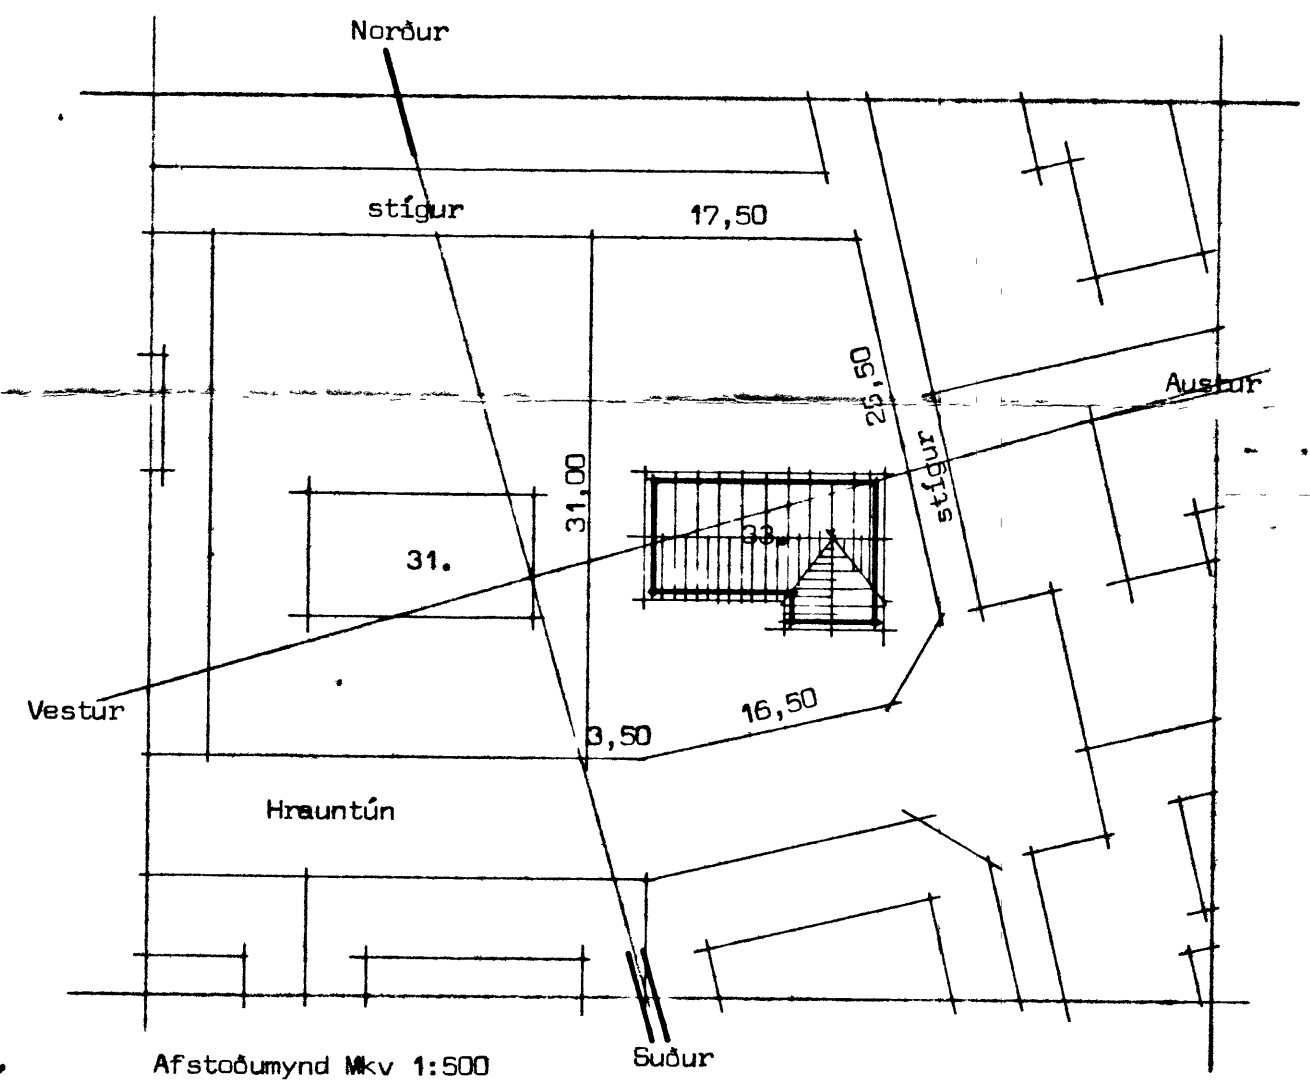 Norður
stígur
17,50
25,50
Austur
stígur
31,00
33.
31.
Vestur
16,50
3,50
Hrauntún
Suður
Afstoðumynd Mkv 1:500